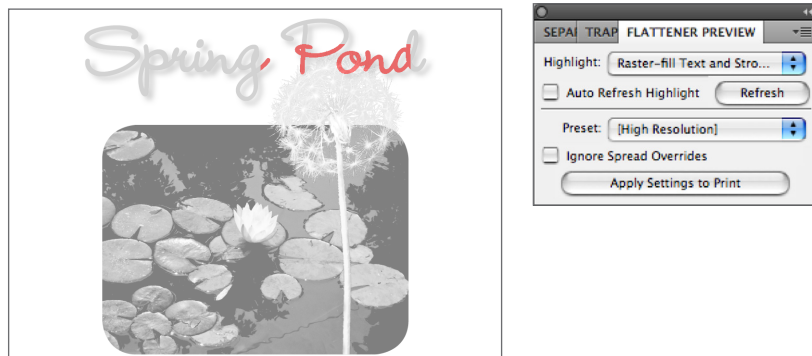 Spring Pond
SEPA TRAP FLATTENER PREVIEW
Highlight: Raster-fill Text and Stro...
Auto Refresh Highlight Refresh
Preset: [High Resolution]
Ignore Spread Overrides
Apply Settings to Print